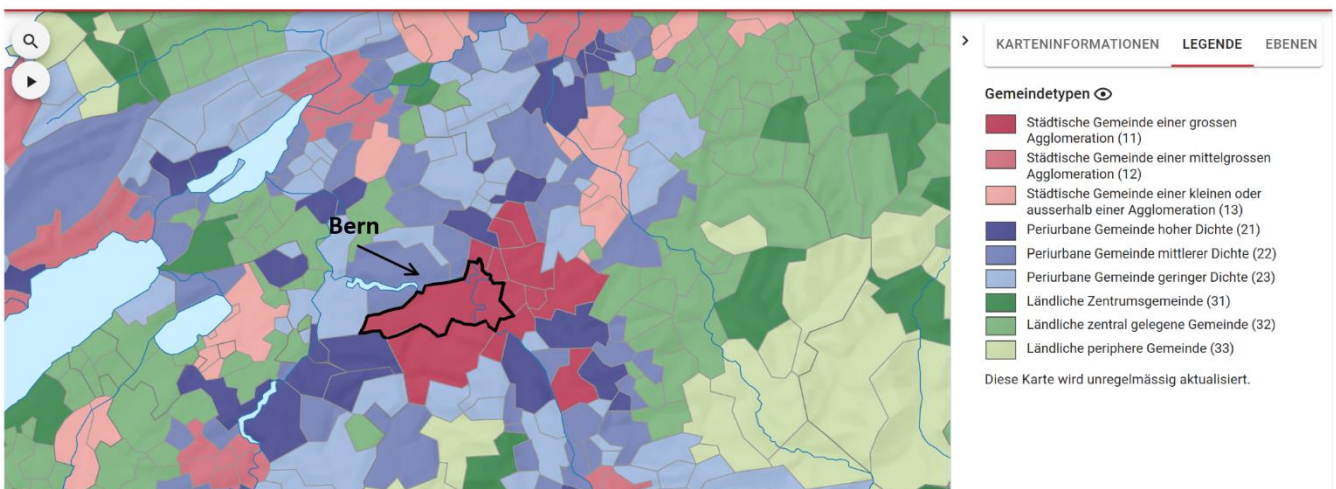 KARTENINFORMATIONEN LEGENDE EBENEN
Gemeindetypen
Städtische Gemeinde einer grossen
Agglomeration (11)
Städtische Gemeinde einer mittelgrossen
Agglomeration (12)
Städtische Gemeinde einer kleinen oder
ausserhalb einer Agglomeration (13)
Periurbane Gemeinde hoher Dichte (21)
Periurbane Gemeinde mittlerer Dichte (22)
Periurbane Gemeinde geringer Dichte (23)
Ländliche Zentrumsgemeinde (31)
Ländliche zentral gelegene Gemeinde (32)
Ländliche periphere Gemeinde (33)
Diese Karte wird unregelmässig aktualisiert.
Bern